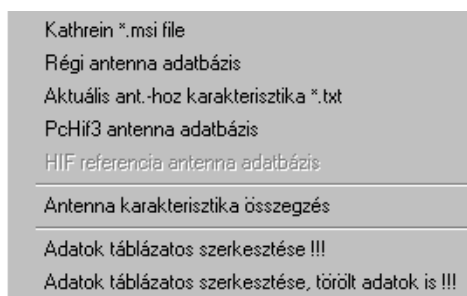 Kathrein *.msi file
Régi antenna adatbázis
Aktuális ant.-hoz karakterisztika *.txt
PcHif3 antenna adatbázis
HIF referencia antenna adatbázis
Antenna karakterisztika összegzés
Adatok táblázatos szerkesztése !!!
Adatok táblázatos szerkesztése, törölt adatok is !!!